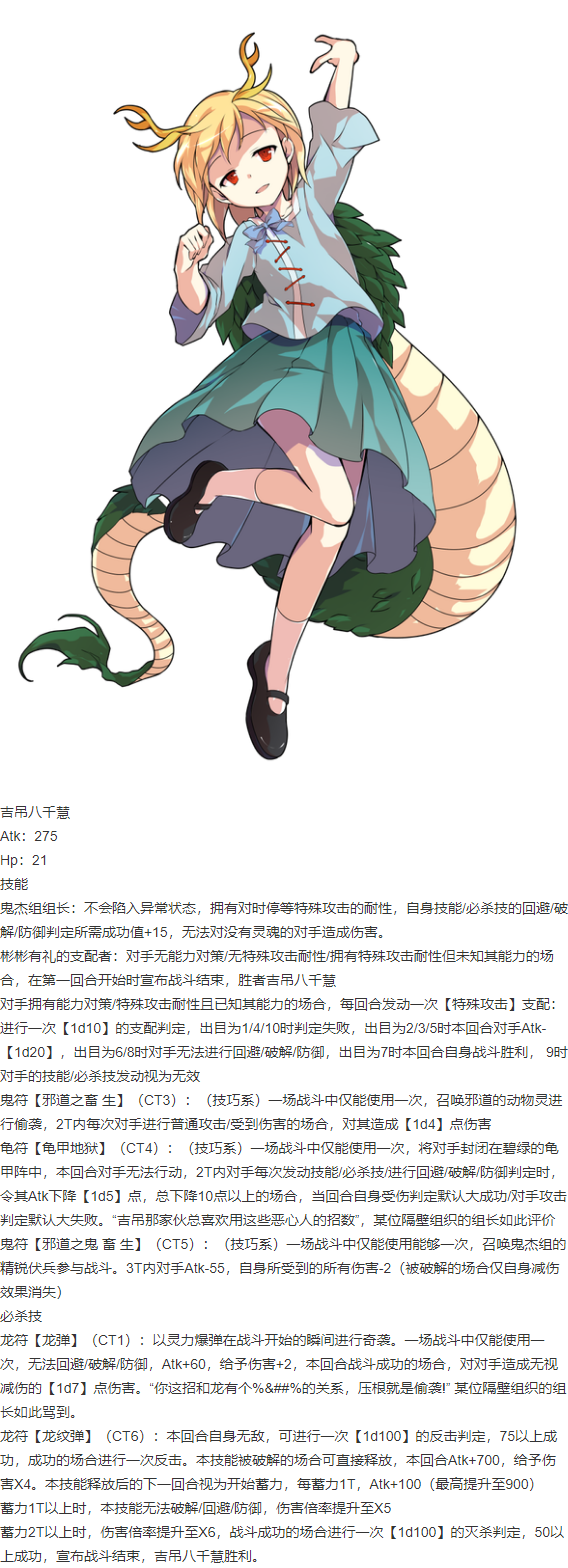 吉吊八千慧
Atk：275
Hp：21
技能
鬼杰组组长：不会陷入异常状态，拥有对时停等特殊攻击的耐性，自身技能/必杀技的回避/破
解/防御判定所需成功值+15，无法对没有灵魂的对手造成伤害。
彬彬有礼的支配者：对手无能力对策/无特殊攻击耐性/拥有特殊攻击耐性但未知其能力的场
合，在第一回合开始时宣布战斗结束，胜者吉吊八千慧
对手拥有能力对策/特殊攻击耐性且已知其能力的场合，每回合发动一次【特殊攻击】支配：
进行一次【1d10】的支配判定，出目为1/4/10时判定失败，出目为2/3/5时本回合对手Atk-
【1d20】，出目为6/8时对手无法进行回避/破解/防御，出目为7时本回合自身战斗胜利， 9时
对手的技能/必杀技发动视为无效
鬼符【邪道之畜 生】（CT3）：（技巧系）一场战斗中仅能使用一次，召唤邪道的动物灵进
行偷袭，2T内每次对手进行普通攻击/受到伤害的场合，对其造成【1d4】点伤害
龟符【龟甲地狱】（CT4）：（技巧系）一场战斗中仅能使用一次，将对手封闭在碧绿的龟
甲阵中，本回合对手无法行动，2T内对手每次发动技能/必杀技/进行回避/破解/防御判定时，
令其Atk下降【1d5】点，总下降10点以上的场合，当回合自身受伤判定默认大成功/对手攻击
判定默认大失败。“吉吊那家伙总喜欢用这些恶心人的招数”，某位隔壁组织的组长如此评价
鬼符【邪道之鬼 畜 生】（CT5）：（技巧系）一场战斗中仅能使用能够一次，召唤鬼杰组的
精锐伏兵参与战斗。3T内对手Atk-55，自身所受到的所有伤害-2（被破解的场合仅自身减伤
效果消失）
必杀技
龙符【龙弹】（CT1）：以灵力爆弹在战斗开始的瞬间进行奇袭。一场战斗中仅能使用一
次，无法回避/破解/防御，Atk+60，给予伤害+2，本回合战斗成功的场合，对对手造成无视
减伤的【1d7】点伤害。“你这招和龙有个%&##%的关系，压根就是偷袭!” 某位隔壁组织的组
长如此骂到。
龙符【龙纹弹】（CT6）：本回合自身无敌，可进行一次【1d100】的反击判定，75以上成
功，成功的场合进行一次反击。本技能被破解的场合可直接释放，本回合Atk+700，给予伤
害X4。本技能释放后的下一回合视为开始蓄力，每蓄力1T，Atk+100（最高提升至900）
蓄力1T以上时，本技能无法破解/回避/防御，伤害倍率提升至X5
蓄力2T以上时，伤害倍率提升至X6，战斗成功的场合进行一次【1d100】的灭杀判定，50以
上成功，宣布战斗结束，吉吊八千慧胜利。